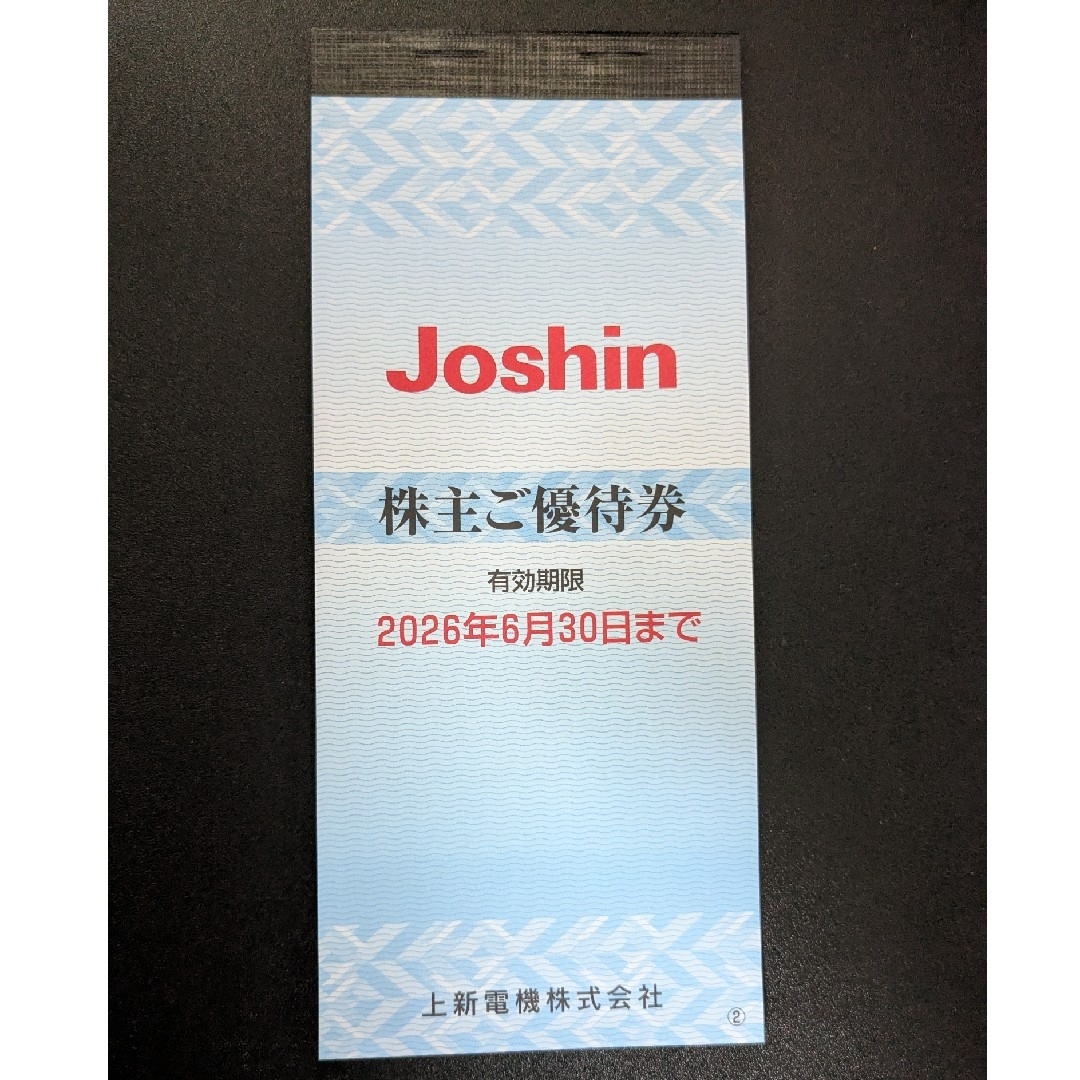 Joshin
株主ご優待券
有効期限
2026年6月30日まで
上新電機株式会社
②